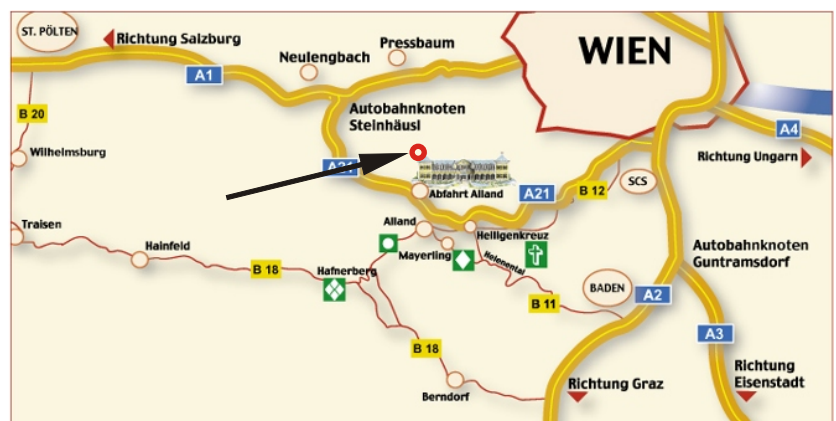 ST. PÖLTEN
Richtung Salzburg
Neulengbach
Pressbaum
WIEN
A1
B 20
Autobahnknoten
Steinhäusl
A4
Richtung Ungarn
Wilhelmsburg
A21
Abfahrt Alland
A21
B 12
SCS
Traisen
Alland
Heiligenkreuz
Hainfeld
Mayerling
Helenental
Autobahnknoten
Guntramsdorf
B 18
Hafnerberg
BADEN
A2
B 11
A3
B 18
Richtung
Eisenstadt
Berndorf
Richtung Graz